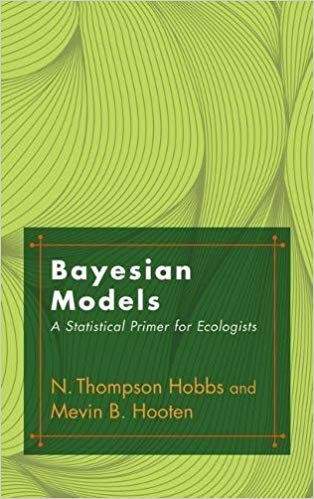 Bayesian
Models
A Statistical Primer for Ecologists
N. Thompson Hobbs and
Mevin B. Hooten